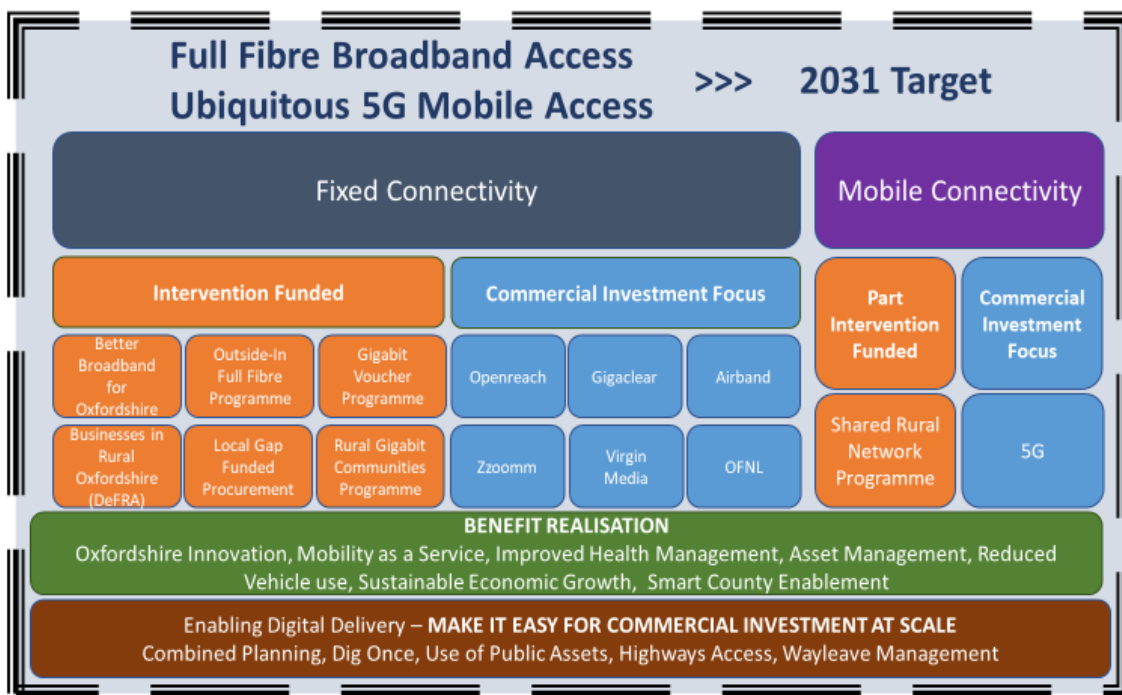 Full Fibre Broadband Access
Ubiquitous 5G Mobile Access
>>>
2031 Target
Fixed Connectivity
Mobile Connectivity
Intervention Funded
Commercial Investment Focus
Part
Intervention
Funded
Commercial
Investment
Focus
Better
Broadband
for
Oxfordshire
Outside-In
Full Fibre
Programme
Gigabit
Voucher
Programme
Openreach
Gigaclear
Airband
Businesses in
Rural
Oxfordshire
(DeFRA)
Local Gap
Funded
Procurement
Rural Gigabit
Communities
Programme
Zzoomm
Virgin
Media
OFNL
Shared Rural
Network
Programme
5G
BENEFIT REALISATION
Oxfordshire Innovation, Mobility as a Service, Improved Health Management, Asset Management, Reduced
Vehicle use, Sustainable Economic Growth, Smart County Enablement
Enabling Digital Delivery – MAKE IT EASY FOR COMMERCIAL INVESTMENT AT SCALE
Combined Planning, Dig Once, Use of Public Assets, Highways Access, Wayleave Management